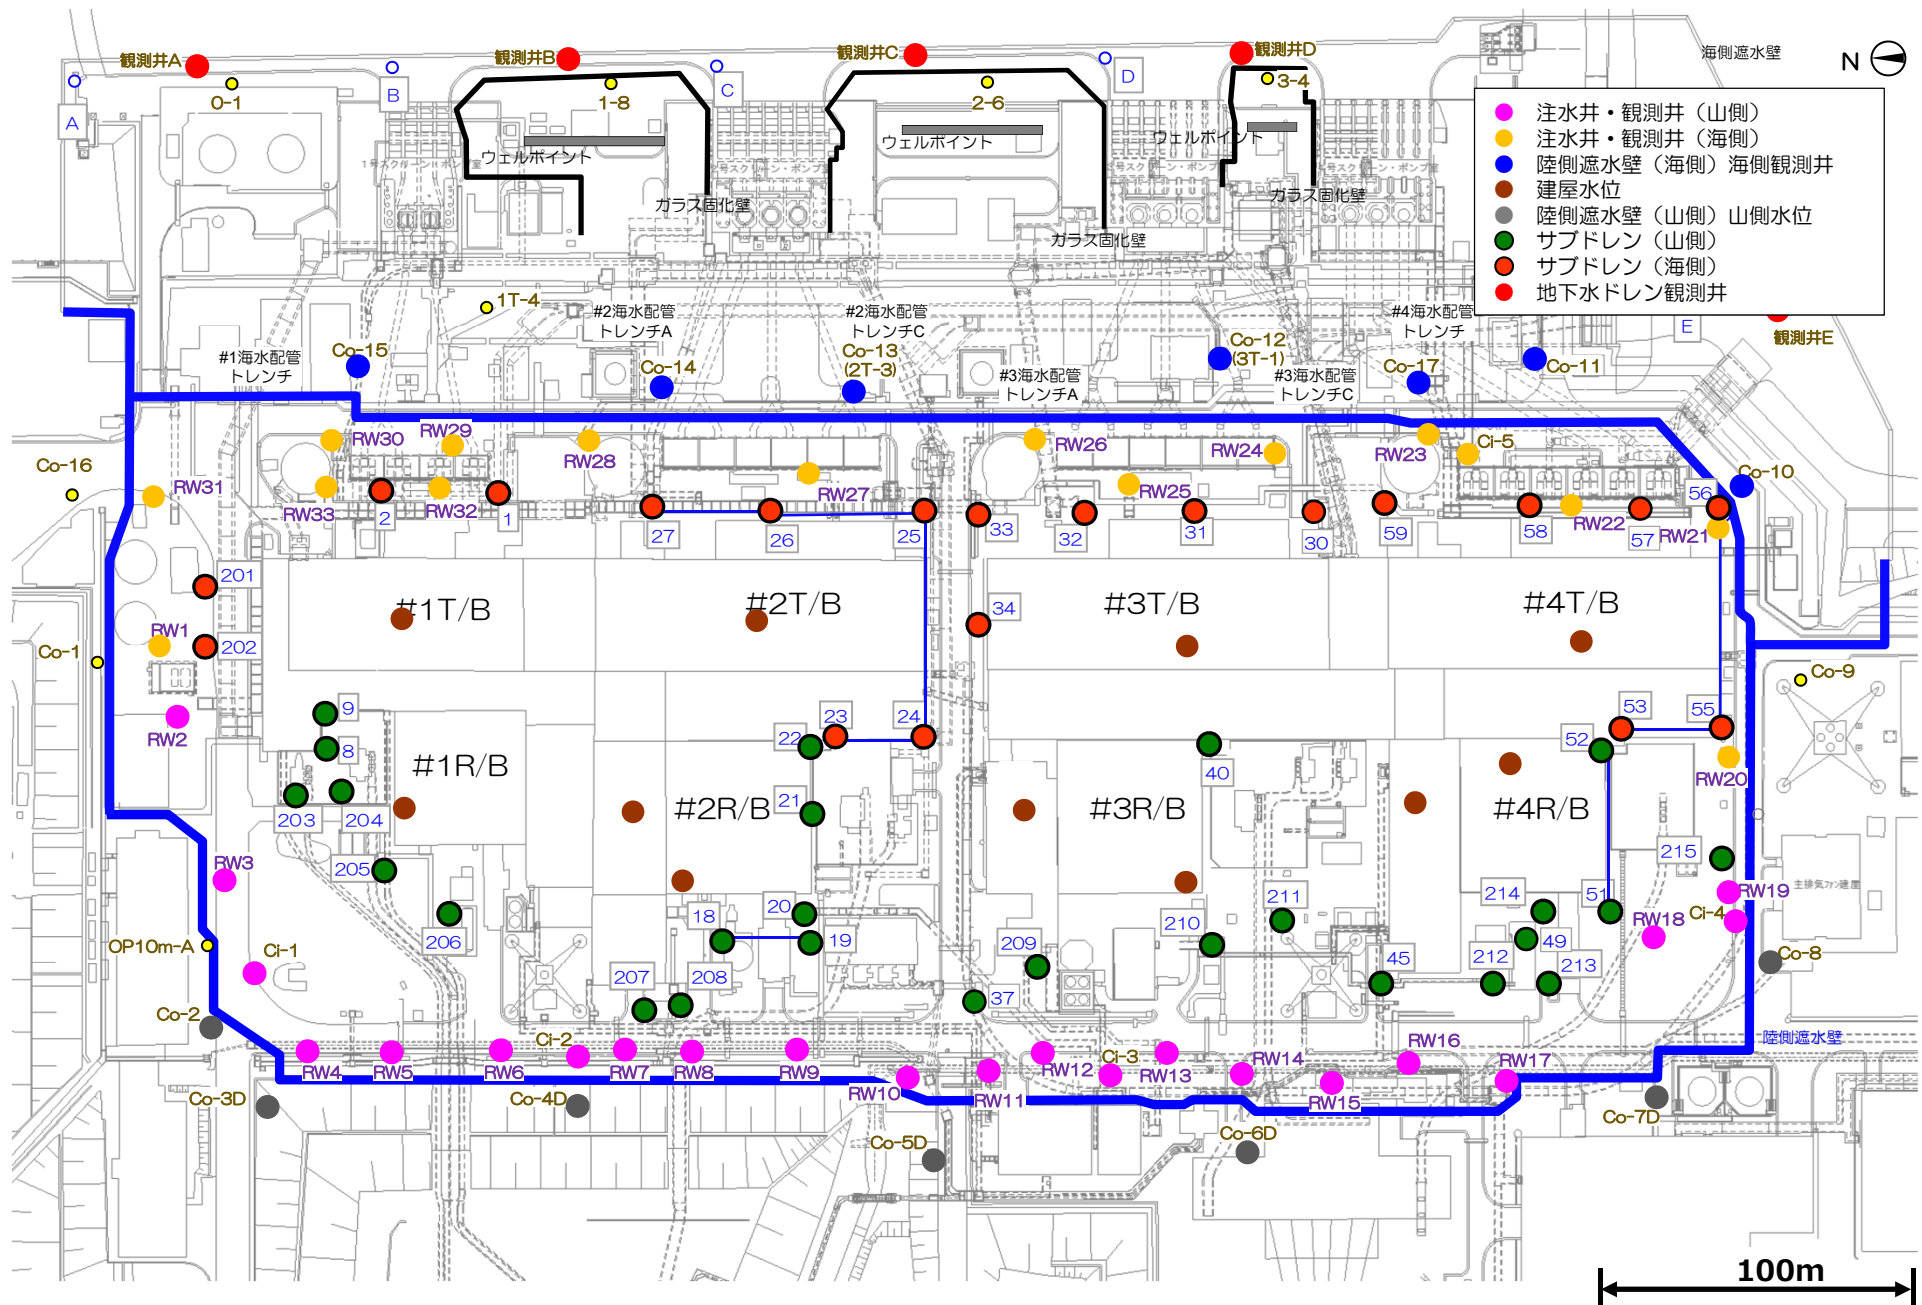 観測井A
観測井B
観測井C
観測井D
海側遮水壁
N
0-1
1-8
2-6
3-4
A
B
C
D
注水井・観測井（山側）
注水井・観測井（海側）
陸側遮水壁（海側）海側観測井
建屋水位
陸側遮水壁（山側）山側水位
サブドレン（山側）
サブドレン（海側）
地下水ドレン観測井
ウェルポイント
ウェルポイント
ウェルポイント
ガラス固化壁
ガラス固化壁
ガラス固化壁
1T-4
#2海水配管
トレンチA
#2海水配管
トレンチC
#4海水配管
トレンチ
E
観測井E
#1海水配管
トレンチ
Co-15
Co-14
Co-13
(2T-3)
#3海水配管
トレンチA
Co-12
(3T-1)
#3海水配管
トレンチC
Co-17
Co-11
RW30
RW29
RW28
RW26
RW24
RW23
Ci-5
Co-16
RW31
RW33
2
RW32
1
27
26
RW27
25
33
32
RW25
31
30
59
58
RW22
57
56
RW21
Co-10
201
#1T/B
#2T/B
34
#3T/B
#4T/B
RW1
202
Co-1
Co-9
RW2
9
8
#1R/B
22
23
24
40
52
53
55
RW20
203
204
#2R/B
21
#3R/B
#4R/B
215
主排気ファン建屋
RW3
205
206
18
20
19
210
211
214
51
RW18
RW19
Ci-4
OP10m-A
Ci-1
207
208
209
37
45
212
49
213
Co-8
Co-2
RW4
RW5
RW6
Ci-2
RW7
RW8
RW9
RW10
RW11
RW12
Ci-3
RW13
RW14
RW15
RW16
RW17
陸側遮水壁
Co-3D
Co-4D
Co-5D
Co-6D
Co-7D
100m